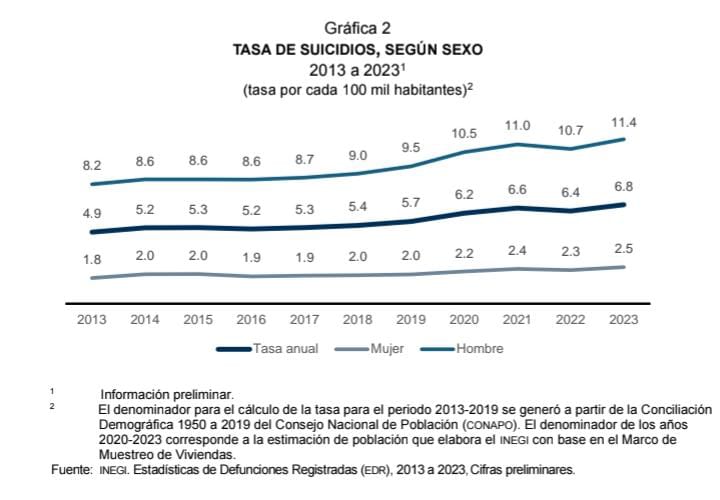 Gráfica 2
TASA DE SUICIDIOS, SEGÚN SEXO
2013 a 2023¹
(tasa por cada 100 mil habitantes)²
8.2 8.6 8.6 8.6 8.7 9.0 9.5 10.5 11.0 10.7 11.4
4.9 5.2 5.3 5.2 5.3 5.4 5.7 6.2 6.6 6.4 6.8
1.8 2.0 2.0 1.9 1.9 2.0 2.0 2.2 2.4 2.3 2.5
2013 2014 2015 2016 2017 2018 2019 2020 2021 2022 2023
Tasa anual Mujer Hombre
¹ Información preliminar.
² El denominador para el cálculo de la tasa para el periodo 2013-2019 se generó a partir de la Conciliación
Demográfica 1950 a 2019 del Consejo Nacional de Población (CONAPO). El denominador de los años
2020-2023 corresponde a la estimación de población que elabora el INEGI con base en el Marco de
Muestreo de Viviendas.
Fuente: INEGI. Estadísticas de Defunciones Registradas (EDR), 2013 a 2023, Cifras preliminares.